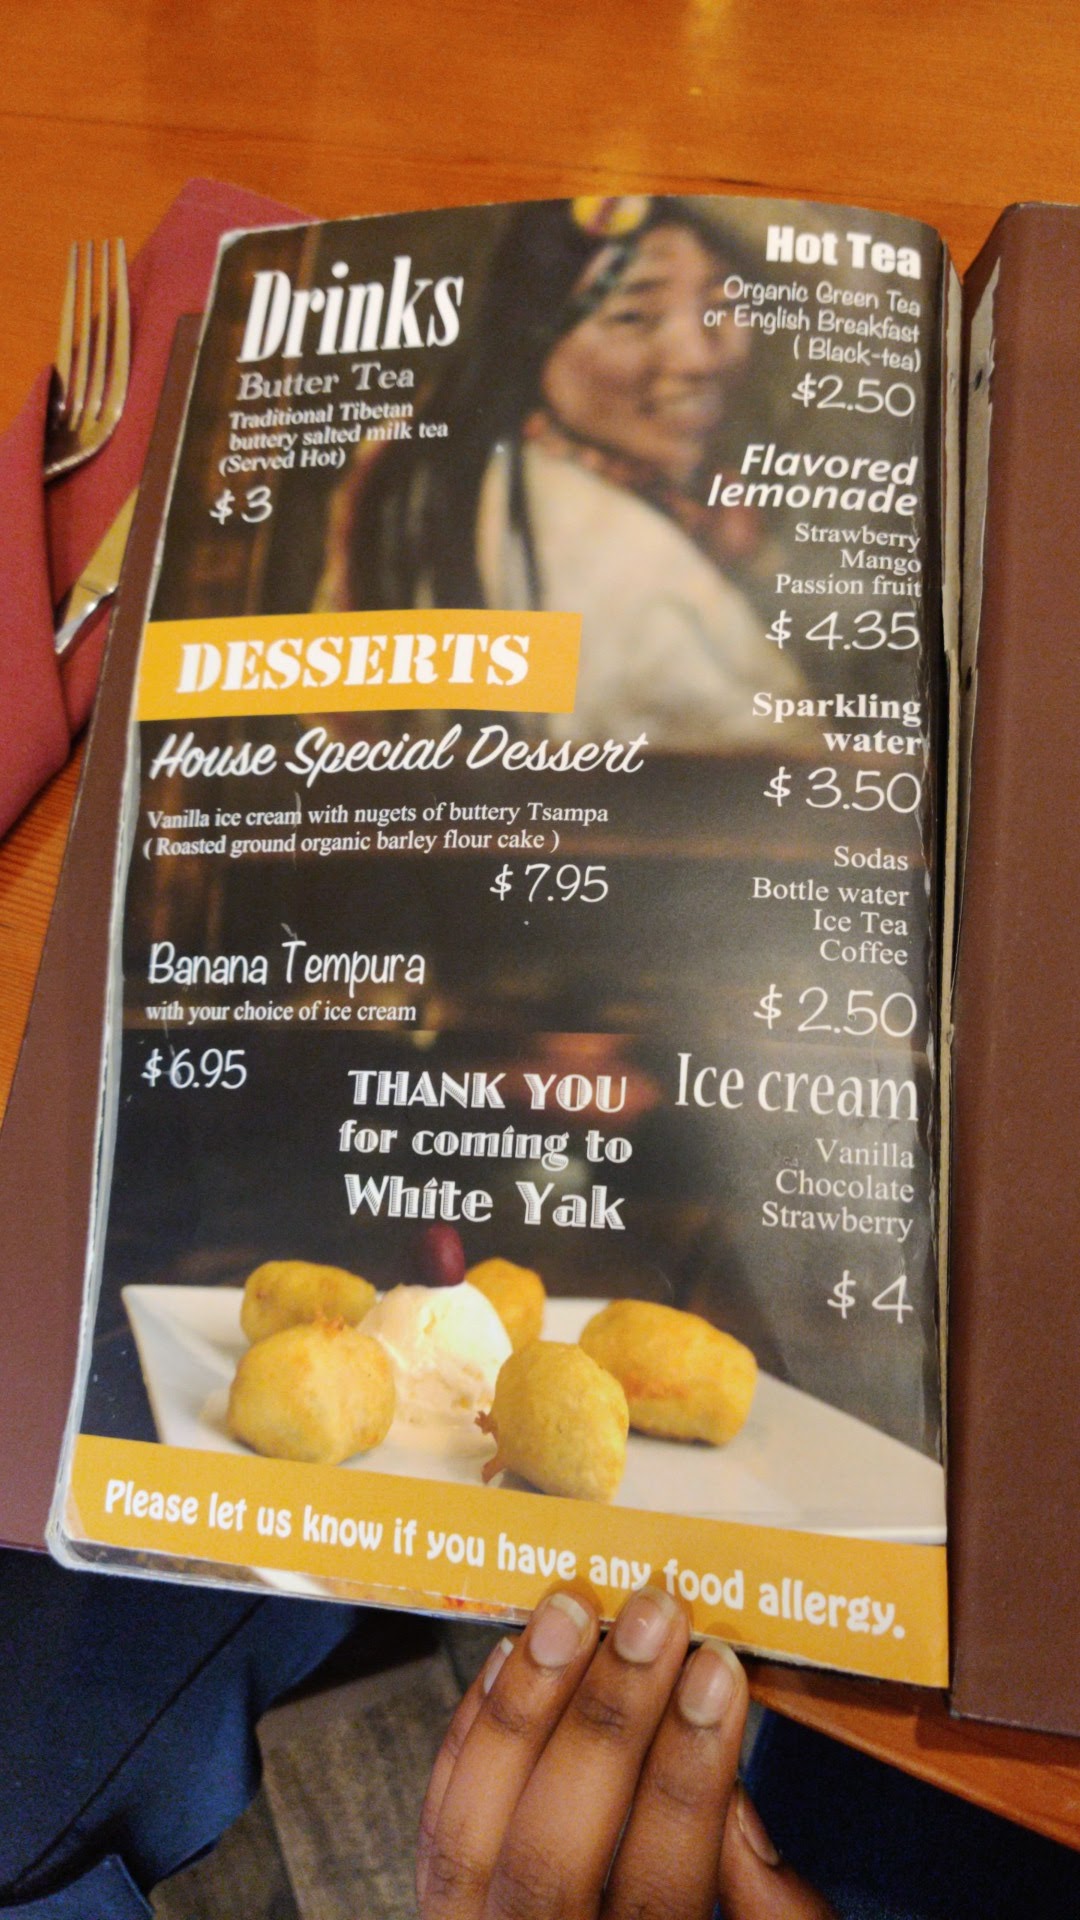 Drinks
Butter Tea
Traditional Tibetan
buttery salted milk tea
(Served Hot)
$3
Hot Tea
Organic Green Tea
or English Breakfast
( Black-tea)
$2.50
Flavored
lemonade
Strawberry
Mango
Passion fruit
$ 4.35
Sparkling
water
$ 3.50
Sodas
Bottle water
Ice Tea
Coffee
$ 2.50
Ice cream
Vanilla
Chocolate
Strawberry
$ 4
DESSERTS
House Special Dessert
Vanilla ice cream with nugets of buttery Tsampa
( Roasted ground organic barley flour cake )
$ 7.95
Banana Tempura
with your choice of ice cream
$6.95
THANK YOU
for coming to
White Yak
Please let us know if you have any food allergy.